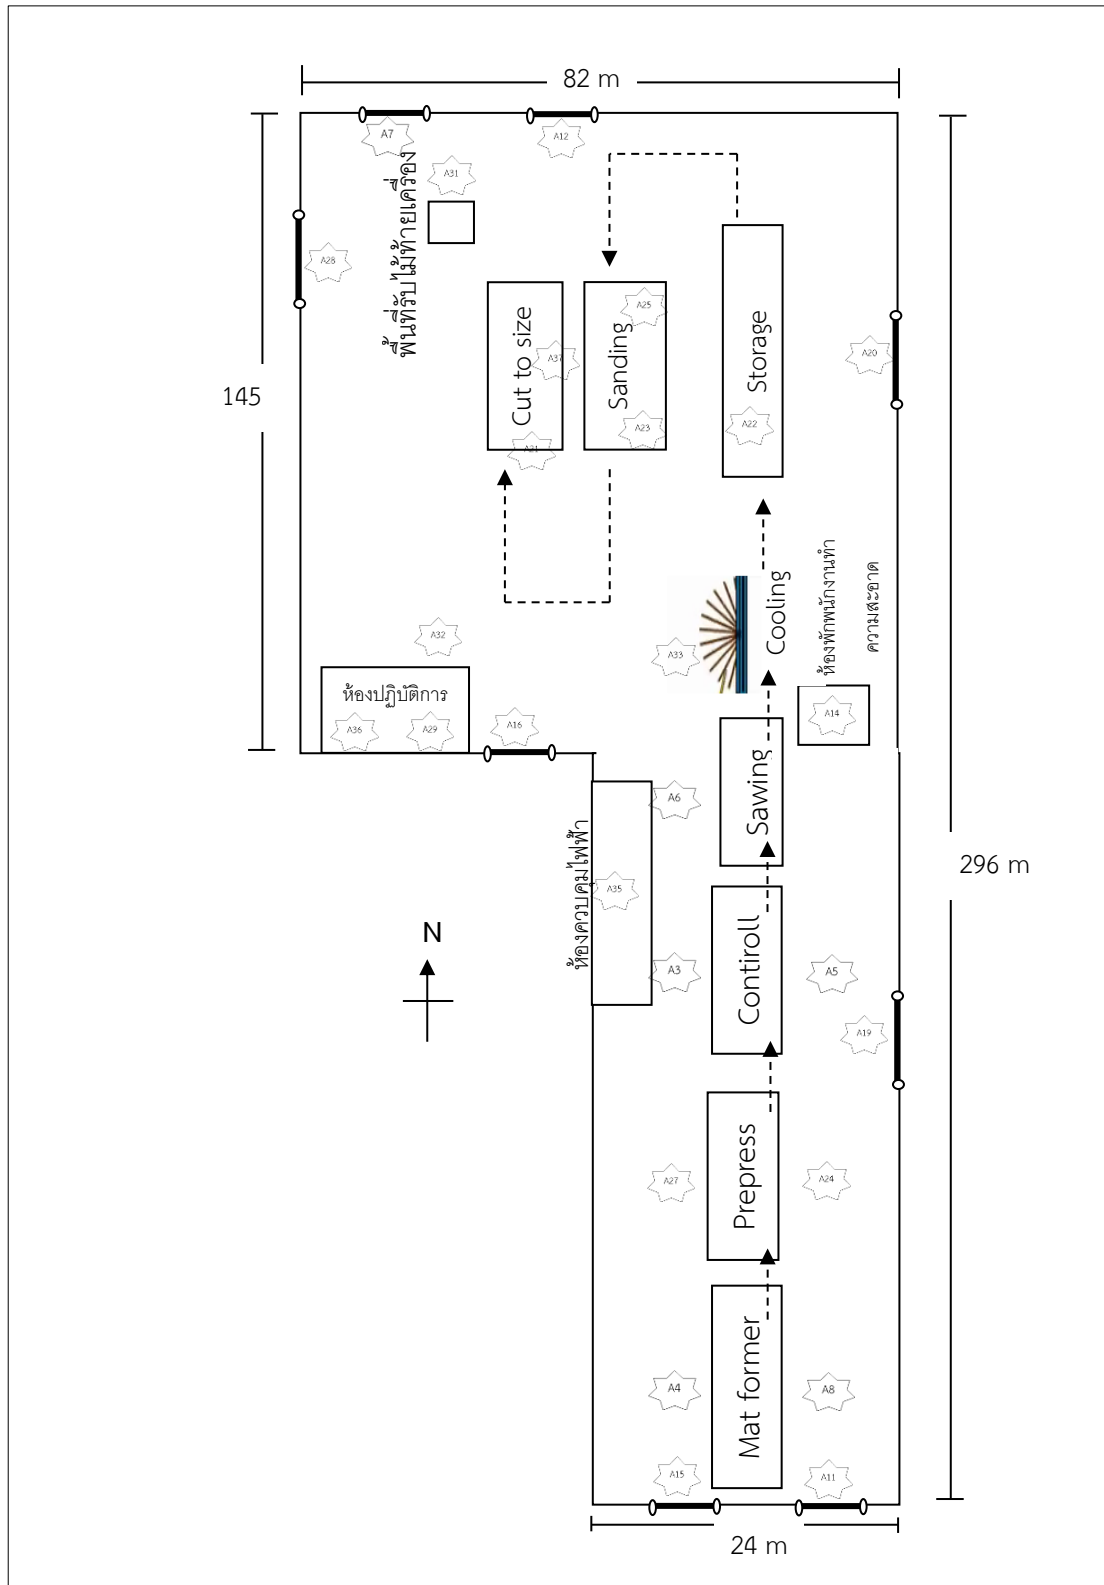 82 m
A7
A12
A31
พื้นที่รับไม้ท้ายเครื่อง
A28
A25
A20
Cut to size
A37
Sanding
Storage
145
A23
A22
A21
Cooling
ห้องพักพนักงานทำ
ความสะอาด
A32
A33
ห้องปฏิบัติการ
A36
A29
A16
A14
A6
Sawing
ห้องควบคุมไฟฟ้า
A35
296 m
N
A3
Contiroll
A5
A19
A27
Prepress
A24
A4
Mat former
A8
A15
A11
24 m